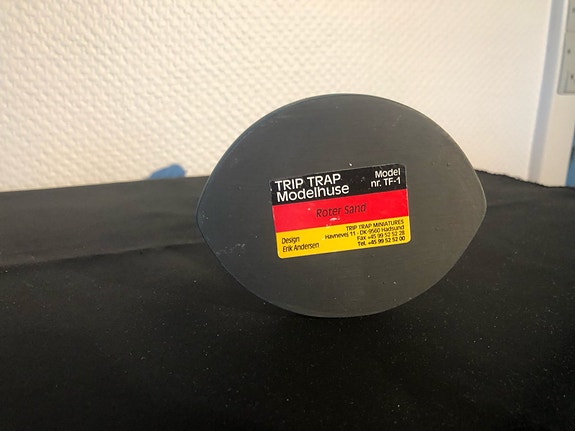 TRIP TRAP Model
Modelhuse nr. TF-1
Roter Sand
TRIP TRAP MINIATURES
Design Havnevej 11 - DK-9560 Hadsund
Erik Andersen Fax +45 99 52 52 28
Tel. +45 99 52 52 00